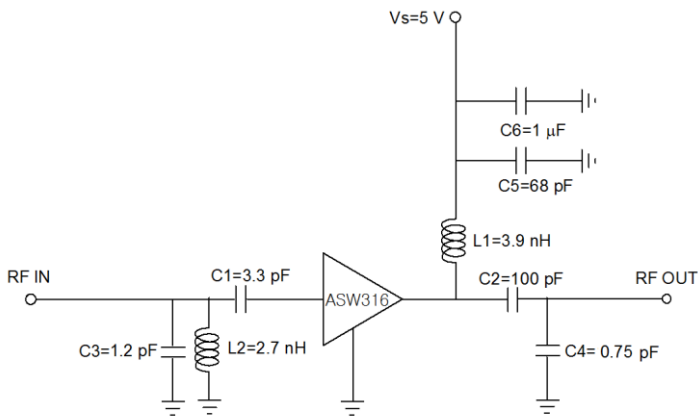 Vs=5 V
C6=1 μF
C5=68 pF
L1=3.9 nH
RF IN
C1=3.3 pF
ASW316
C2=100 pF
RF OUT
C3=1.2 pF
L2=2.7 nH
C4= 0.75 pF